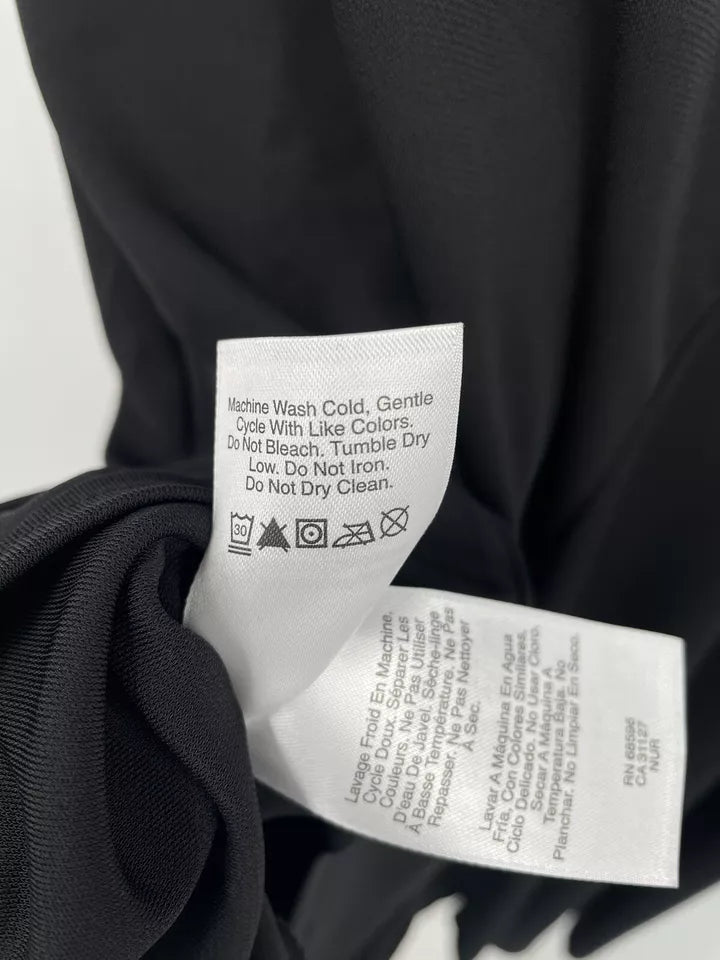 Machine Wash Cold, Gentle
Cycle With Like Colors.
Do Not Bleach. Tumble Dry
Low. Do Not Iron.
Do Not Dry Clean.
30
Lavage Froid En Machine,
Cycle Doux. Séparer Les
Couleurs. Ne Pas Utiliser
D'eau De Javel. Sèche-linge
À Basse Température. Ne Pas
Repasser. Ne Pas Nettoyer
À Sec.
Lavar A Máquina En Agua
Fría, Con Colores Similares,
Ciclo Delicado. No Usar Cloro.
Secar A Máquina A
Temperatura Baja. No
Planchar. No Limpiar En Seco.
RN 68596
CA 31127
NUR